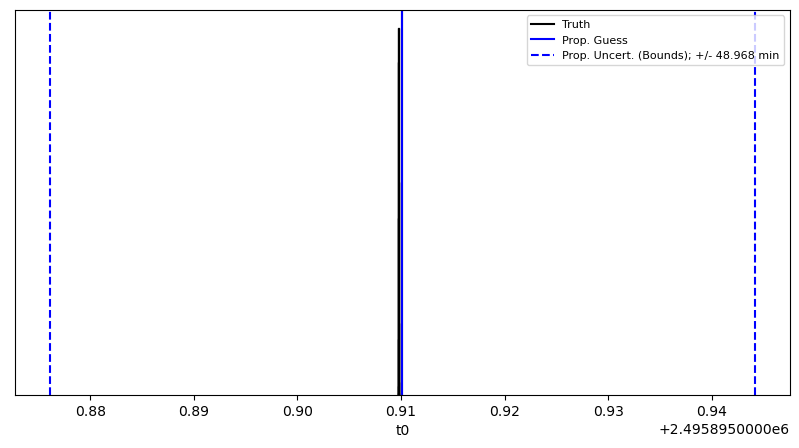 Truth
Prop. Guess
Prop. Uncert. (Bounds); +/- 48.968 min
0.88 0.89 0.90 0.91 0.92 0.93 0.94
t0
+2.4958950000e6